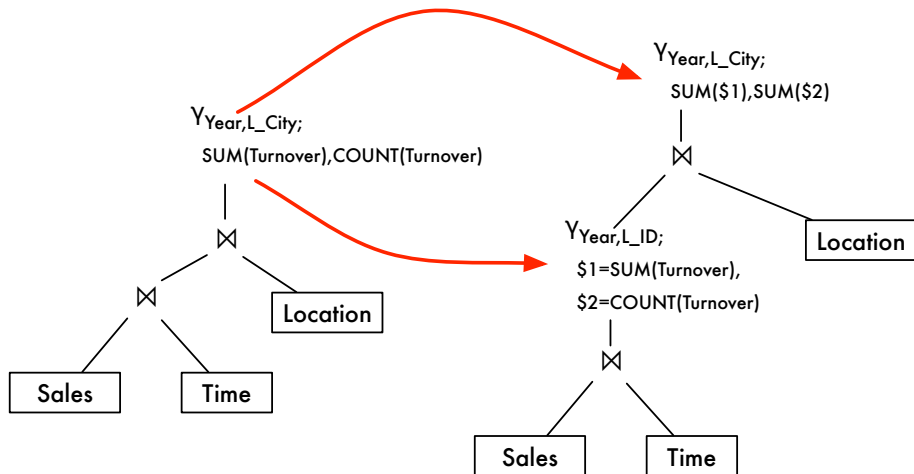 γYear,L_City;
SUM(Turnover),COUNT(Turnover)
⋈
⋈
Location
Sales
Time
γYear,L_City;
SUM($1),SUM($2)
⋈
Location
γYear,L_ID;
$1=SUM(Turnover),
$2=COUNT(Turnover)
⋈
Sales
Time